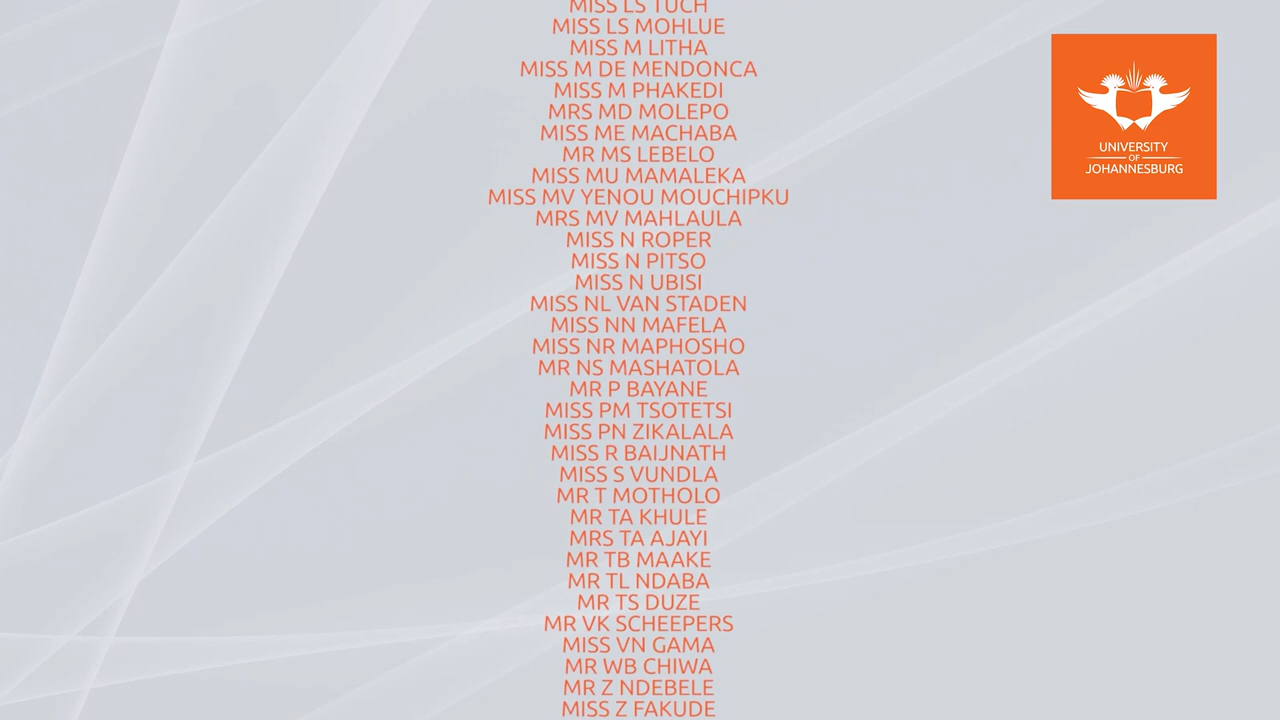 MISS LS TUCH
MISS LS MOHLUE
MISS M LITHA
MISS M DE MENDONCA
MISS M PHAKEDI
MRS MD MOLEPO
MISS ME MACHABA
MR MS LEBELO
MISS MU MAMALEKA
MISS MV YENOU MOUCHIPKU
MRS MV MAHLAULA
MISS N ROPER
MISS N PITSO
MISS N UBISI
MISS NL VAN STADEN
MISS NN MAFELA
MISS NR MAPHOSHO
MR NS MASHATOLA
MR P BAYANE
MISS PM TSOTETSI
MISS PN ZIKALALA
MISS R BAIJNATH
MISS S VUNDLA
MR T MOTHOLO
MR TA KHULE
MRS TA AJAYI
MR TB MAAKE
MR TL NDABA
MR TS DUZE
MR VK SCHEEPERS
MISS VN GAMA
MR WB CHIWA
MR Z NDEBELE
MISS Z FAKUDE
UNIVERSITY
OF
JOHANNESBURG